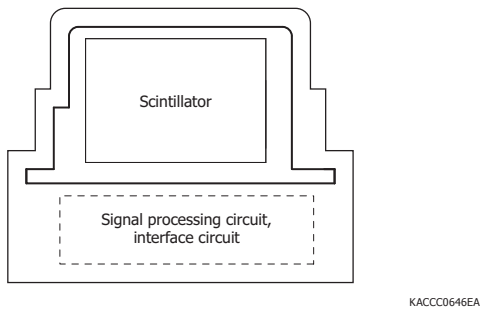 Scintillator
Signal processing circuit,
interface circuit
KACCC0646EA